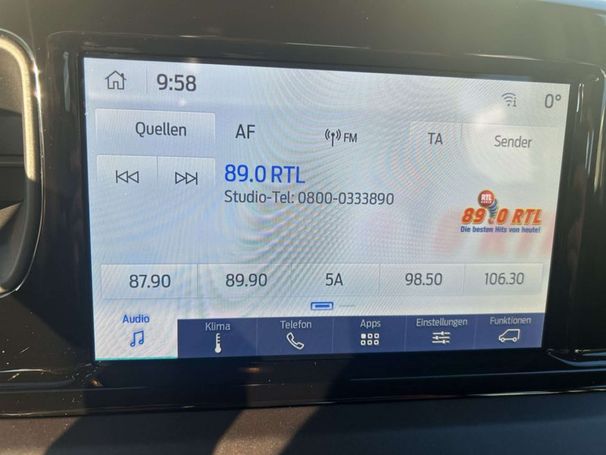 9:58
0°
Quellen AF FM TA Sender
89.0 RTL
Studio-Tel: 0800-0333890
RTL
89.0 RTL
Die besten Hits von heute!
87.90 89.90 5A 98.50 106.30
Audio Klima Telefon Apps Einstellungen Funktionen